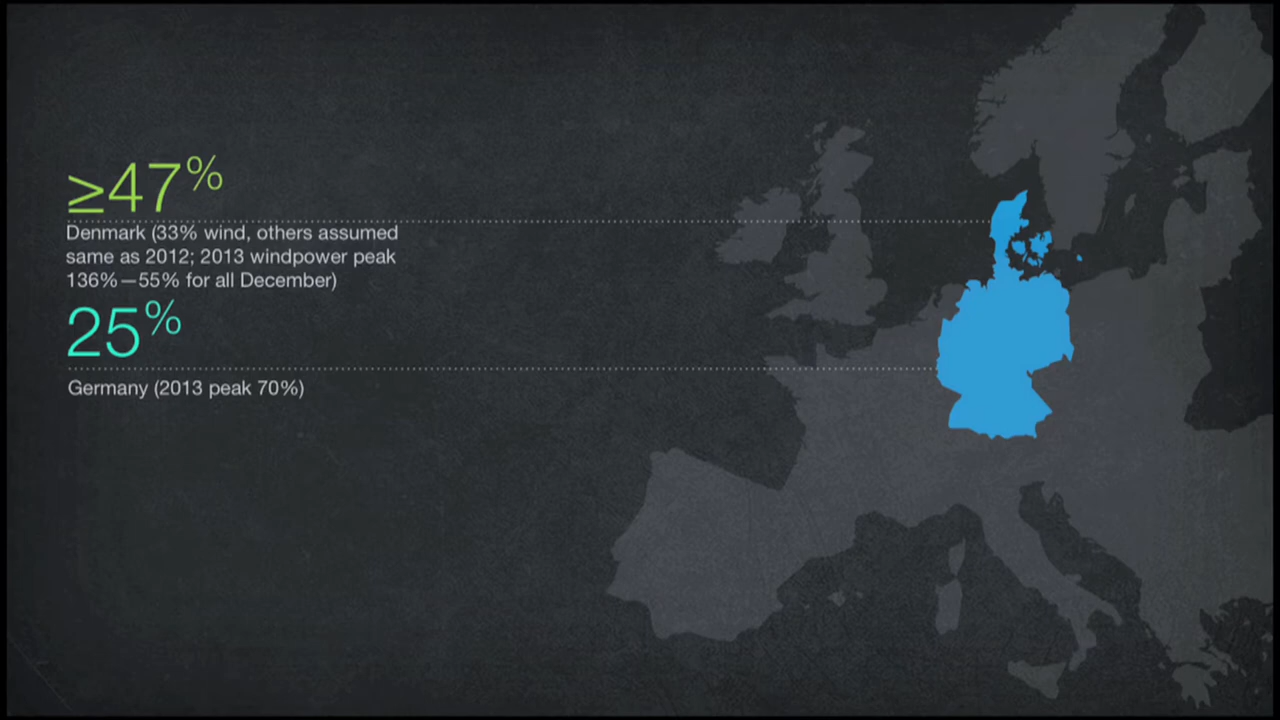 ≥47%
Denmark (33% wind, others assumed
same as 2012; 2013 windpower peak
136%—55% for all December)
25%
Germany (2013 peak 70%)